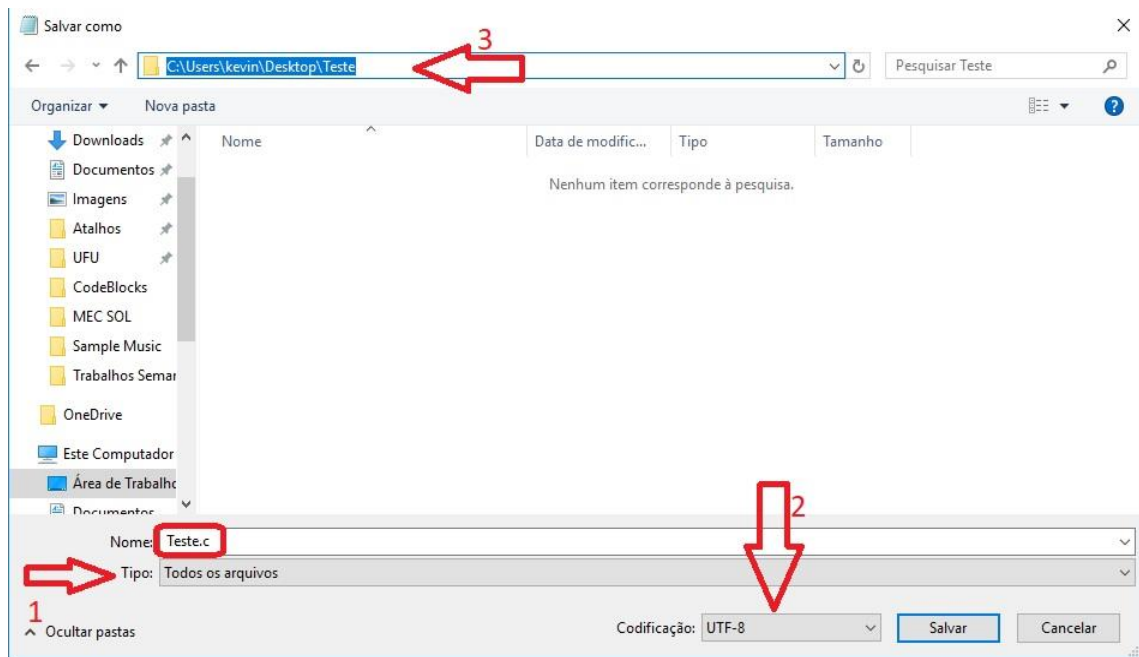 Salvar como
3
C:\Users\kevin\Desktop\Teste
Pesquisar Teste
Organizar
Nova pasta
Nome
Data de modific...
Tipo
Tamanho
Nenhum item corresponde à pesquisa.
Downloads
Documentos
Imagens
Atalhos
UFU
CodeBlocks
MEC SOL
Sample Music
Trabalhos Semar
OneDrive
Este Computador
Área de Trabalho
Documentos
2
Nome: Teste.c
Tipo: Todos os arquivos
1
Ocultar pastas
Codificação: UTF-8
Salvar
Cancelar